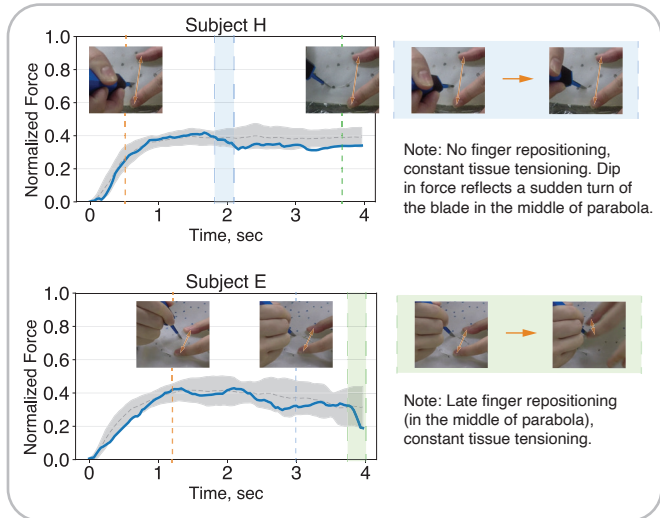 Subject H
Normalized Force
1.0
0.8
0.6
0.4
0.2
0.0
0 1 2 3 4
Time, sec
Note: No finger repositioning,
constant tissue tensioning. Dip
in force reflects a sudden turn of
the blade in the middle of parabola.
Subject E
Normalized Force
1.0
0.8
0.6
0.4
0.2
0.0
0 1 2 3 4
Time, sec
Note: Late finger repositioning
(in the middle of parabola),
constant tissue tensioning.